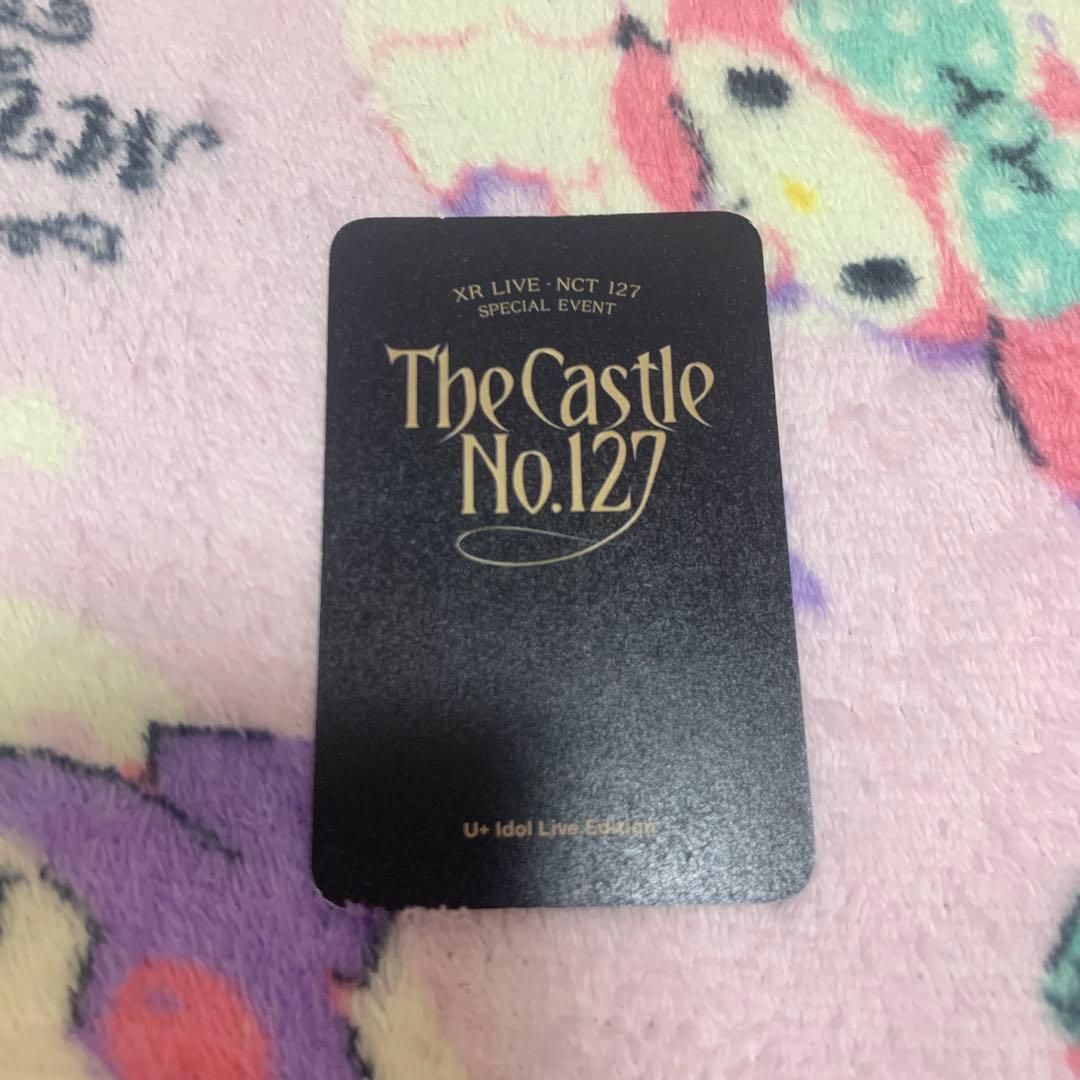 XR LIVE - NCT 127
SPECIAL EVENT
The Castle
No.127
U+ Idol Live Edition